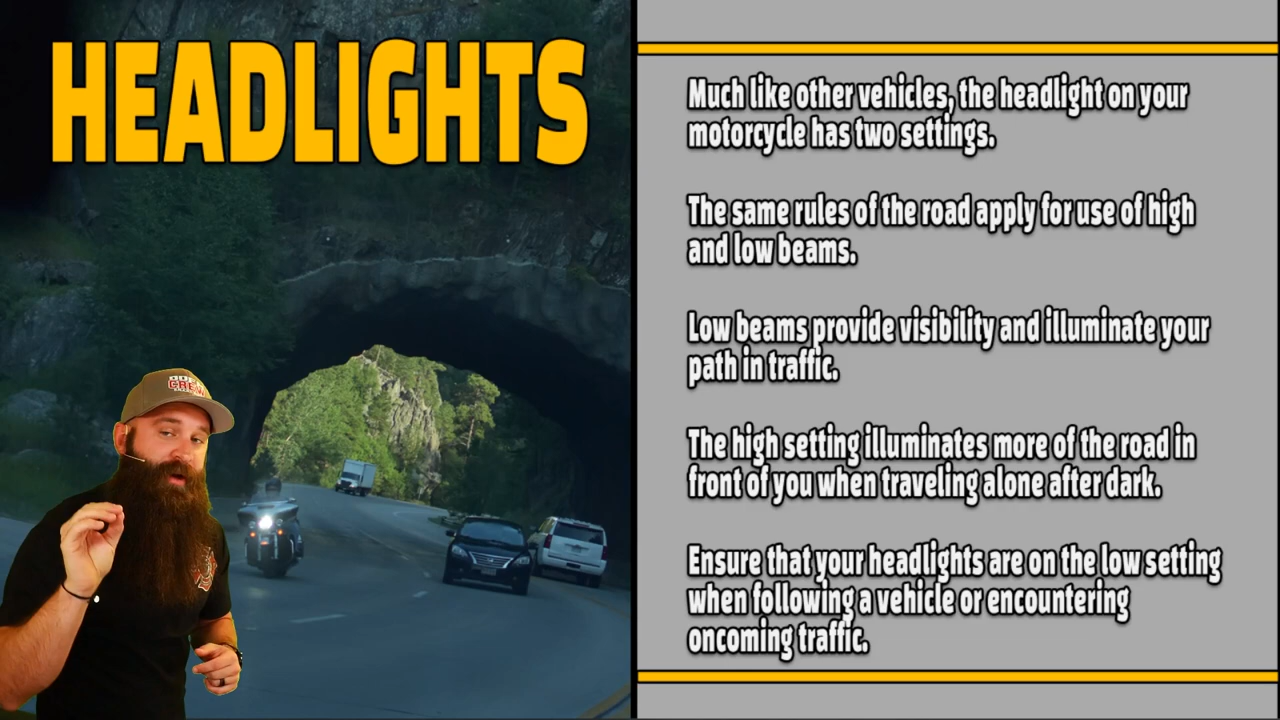 HEADLIGHTS
CREW
Much like other vehicles, the headlight on your
motorcycle has two settings.
The same rules of the road apply for use of high
and low beams.
Low beams provide visibility and illuminate your
path in traffic.
The high setting illuminates more of the road in
front of you when traveling alone after dark.
Ensure that your headlights are on the low setting
when following a vehicle or encountering
oncoming traffic.